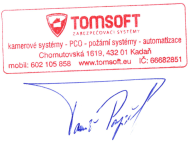 TOMSOFT
ZABEZPEČOVACÍ SYSTÉMY
kamerové systémy - PCO - požární systémy - automatizace
Chomutovská 1619, 432 01 Kadaň
mobil: 602 105 858 www.tomsoft.eu IČ: 66682851